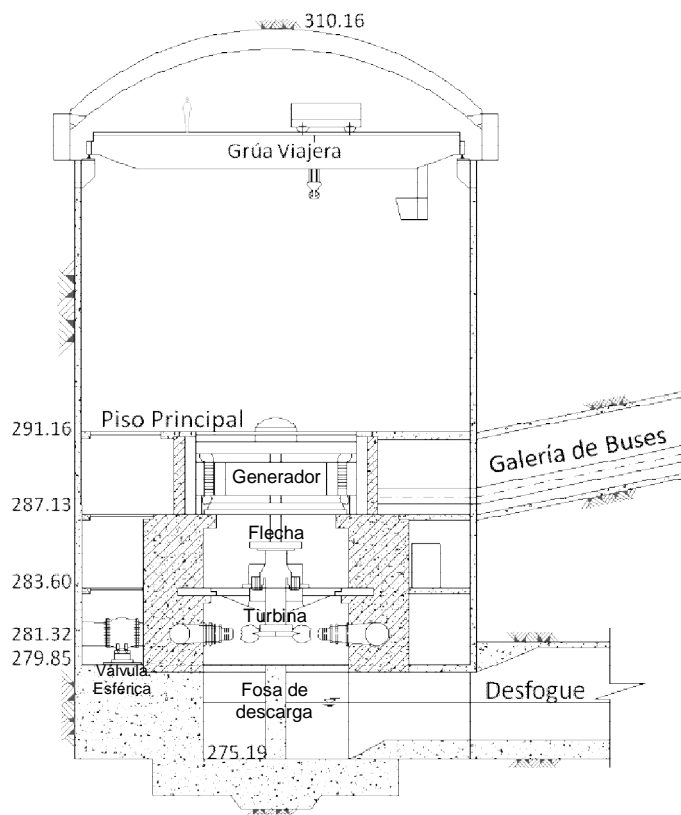 310.16
Grúa Viajera
Piso Principal
291.16
Galería de Buses
Generador
287.13
Flecha
283.60
Turbina
281.32
279.85
Válvula
Esférica
Fosa de
descarga
Desfogue
275.19